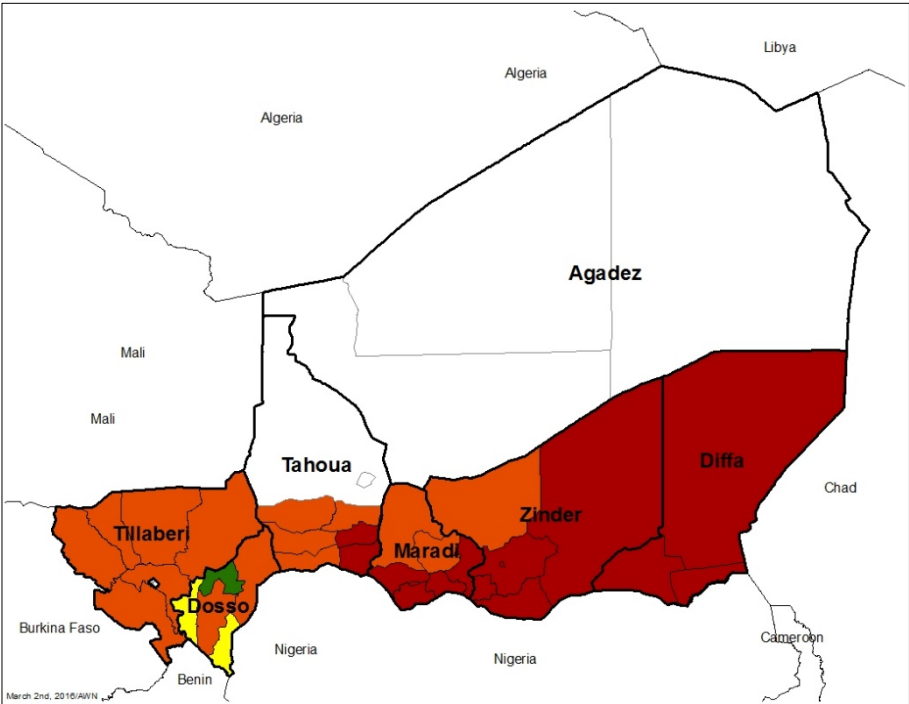 Libya
Algeria
Algeria
Agadez
Mali
Mali
Tahoua
Diffa
Chad
Zinder
Tillaberi
Maradi
Dosso
Burkina Faso
Cameroon
Nigeria
Nigeria
Benin
March 2nd, 2016/AWN